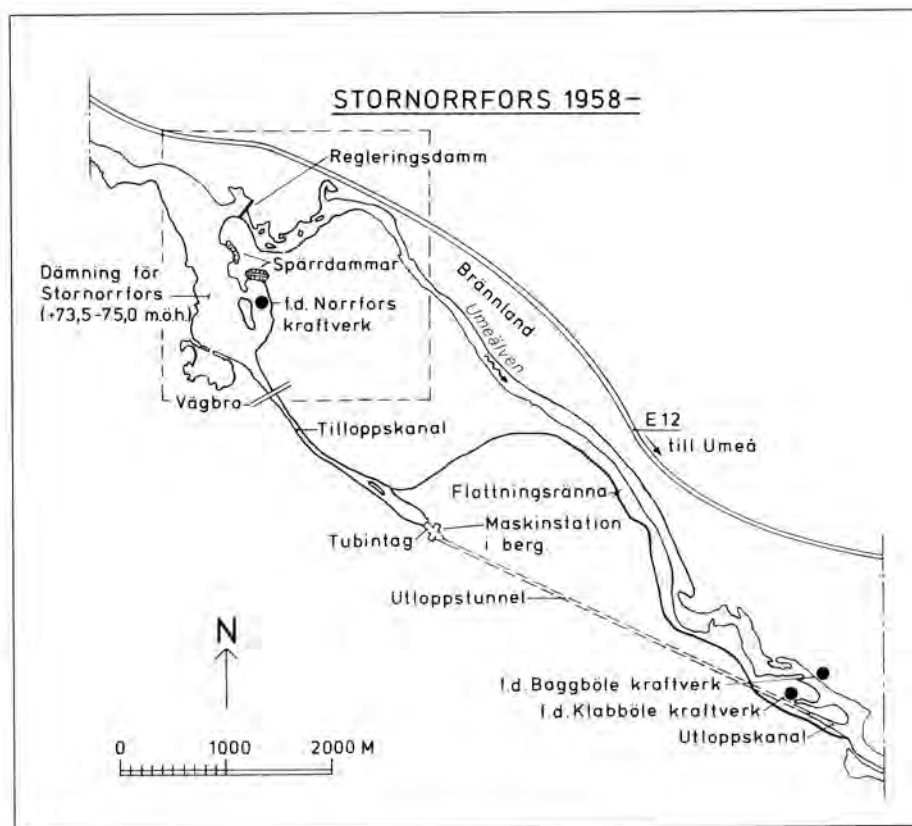 STORNORRFORS 1958–
Regleringsdamm
Spärrdammar
Dämning för
Stornorrfors
(+73,5-75,0 m.ö.h.)
f.d. Norrfors
kraftverk
Brännland
Umeälven
Vägbro
Tilloppskanal
E12
till Umeå
Flottningsränna
Tubintag
Maskinstation
i berg
Utloppstunnel
N
f.d. Baggböle kraftverk
f.d. Klabböle kraftverk
Utloppskanal
0 1000 2000 M